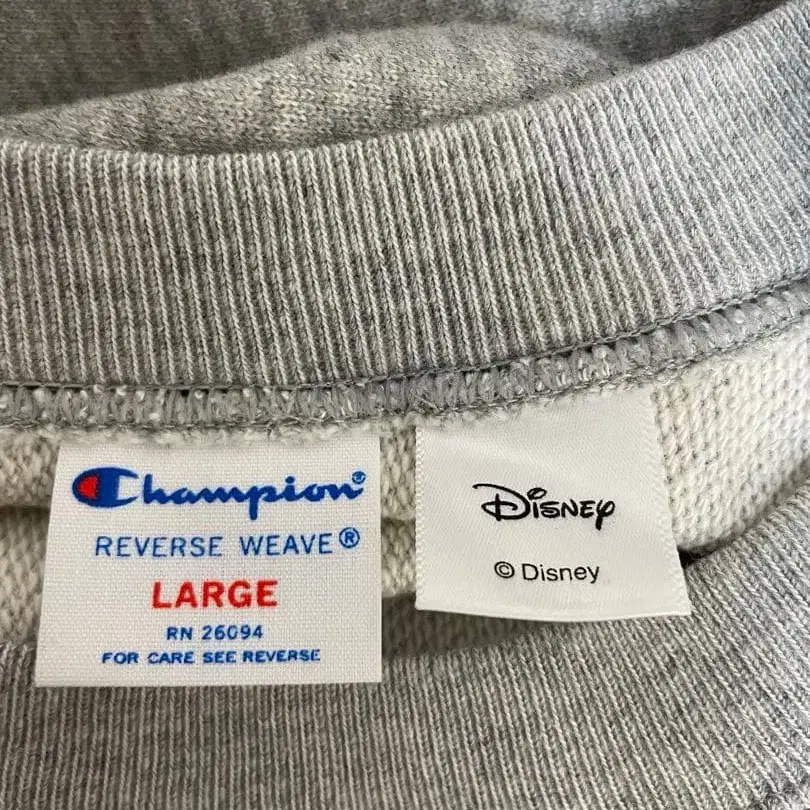 Champion®
REVERSE WEAVE®
LARGE
RN 26094
FOR CARE SEE REVERSE
Disney
© Disney